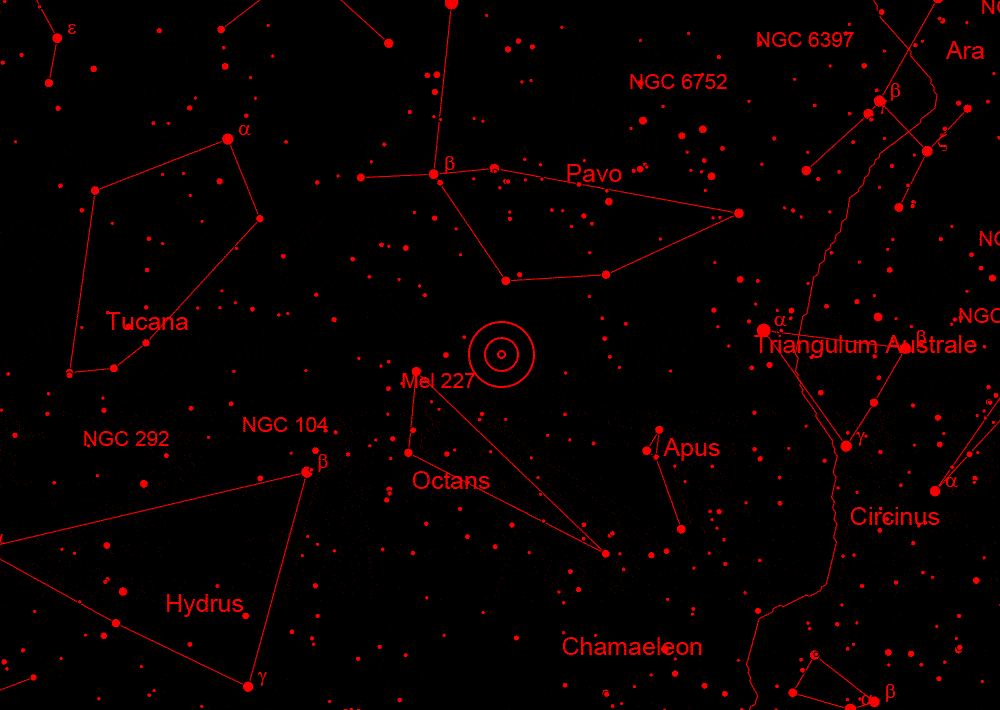 NGC 6397
Ara
NGC 6752
ε
β
α
ξ
β
Pavo
NGC
NGC
Tucana
α
β
Triangulum Australe
Mel 227
NGC 104
NGC 292
γ
Apus
β
Octans
α
Circinus
γ
Hydrus
Chamaeleon
γ
α
β